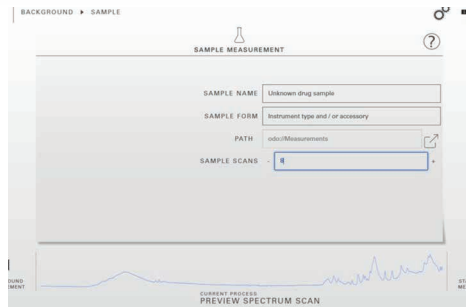 BACKGROUND ▸ SAMPLE
SAMPLE MEASUREMENT
?
SAMPLE NAME Unknown drug sample
SAMPLE FORM Instrument type and / or accessory
PATH odo://Measurements
SAMPLE SCANS - 8 +
CURRENT PROCESS
PREVIEW SPECTRUM SCAN